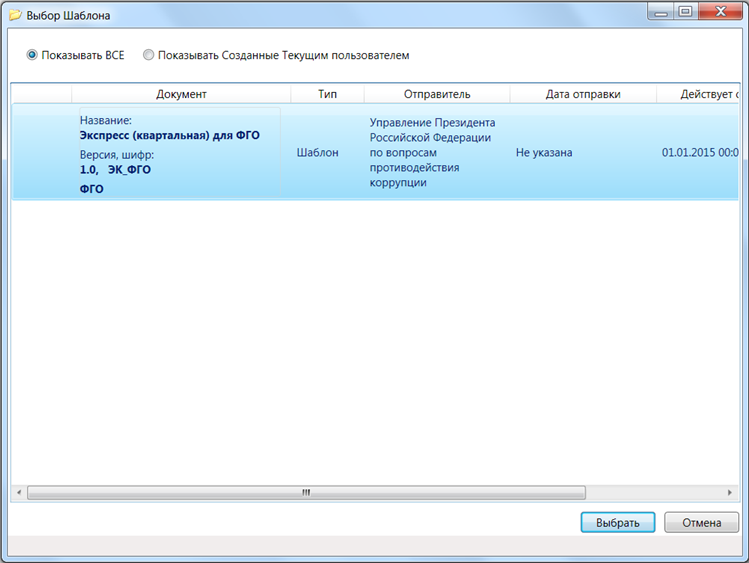 Выбор Шаблона
Показывать ВСЕ Показывать Созданные Текущим пользователем
Документ Тип Отправитель Дата отправки Действует с
Название:
Экспресс (квартальная) для ФГО
Версия, шифр:
1.0, ЭК_ФГО
ФГО
Шаблон
Управление Президента
Российской Федерации
по вопросам
противодействия
коррупции
Не указана
01.01.2015 00:0
Выбрать Отмена